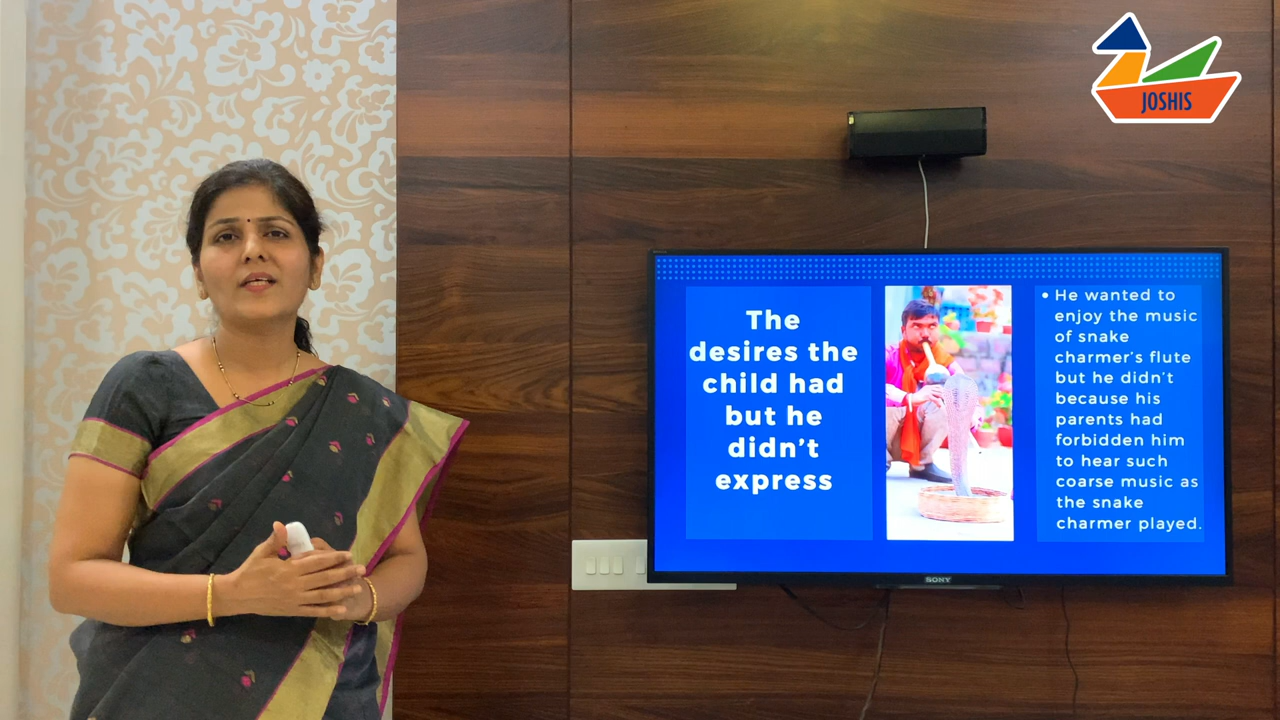 JOSHIS
The
desires the
child had
but he
didn't
express
• He wanted to
enjoy the music
of snake
charmer's flute
but he didn't
because his
parents had
forbidden him
to hear such
coarse music as
the snake
charmer played.
SONY